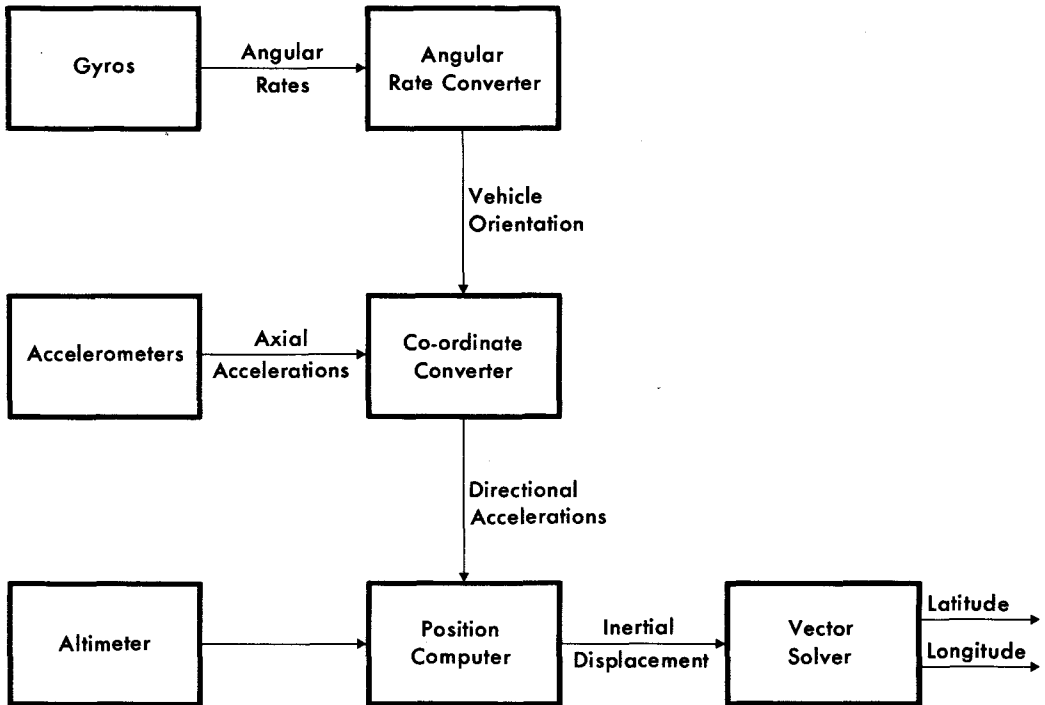 Gyros
Angular
Rates
Angular
Rate Converter
Vehicle
Orientation
Accelerometers
Axial
Accelerations
Co-ordinate
Converter
Directional
Accelerations
Altimeter
Position
Computer
Inertial
Displacement
Vector
Solver
Latitude
Longitude